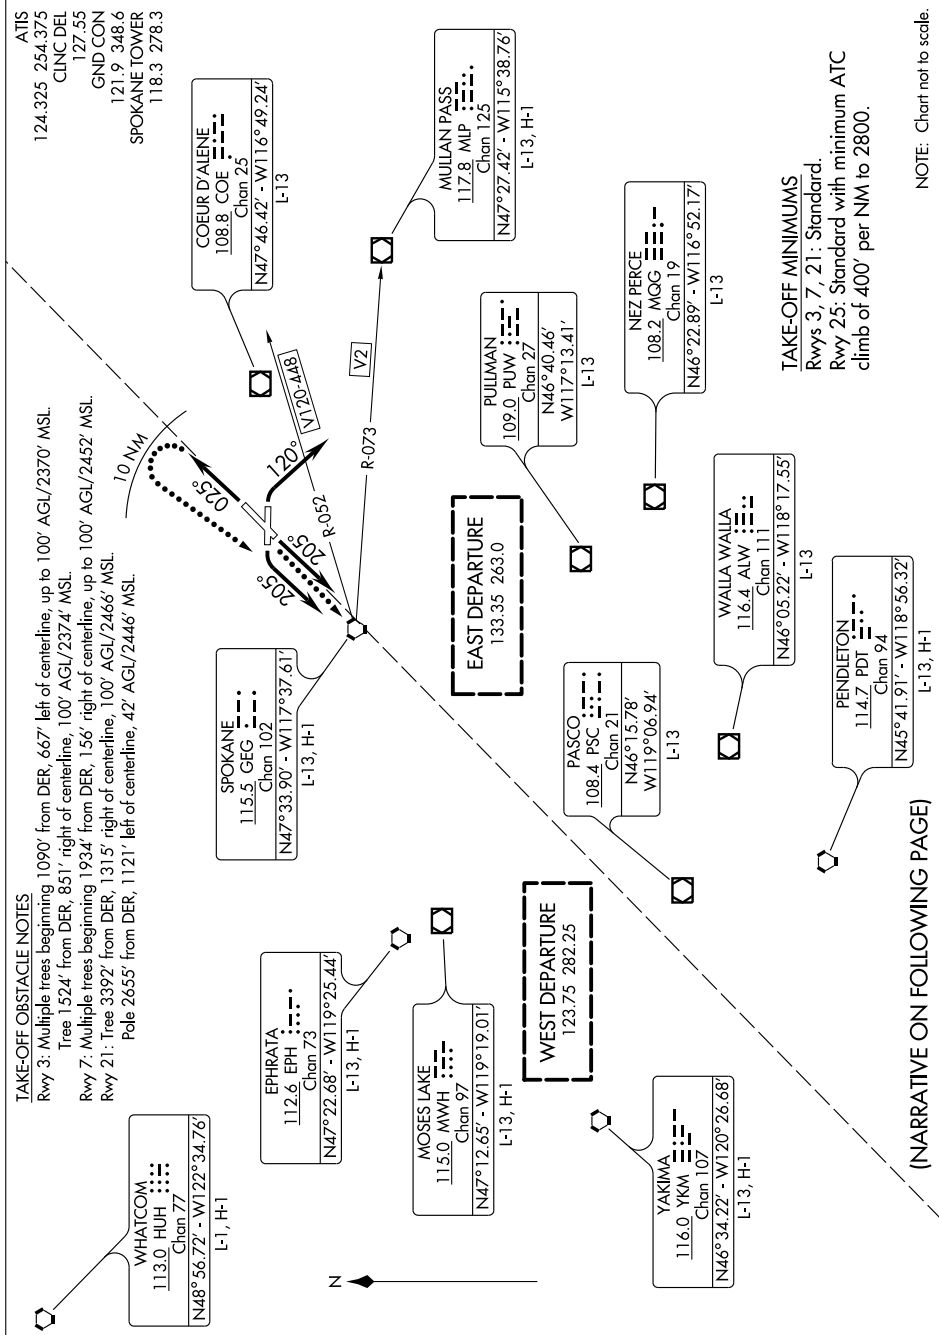 ATIS
124.325 254.375
CLNC DEL
127.55
GND CON
121.9 348.6
SPOKANE TOWER
118.3 278.3
TAKE-OFF OBSTACLE NOTES
Rwy 3: Multiple trees beginning 1090' from DER, 667' left of centerline, up to 100' AGL/2370' MSL.
Tree 1524' from DER, 851' right of centerline, 100' AGL/2374' MSL.
Rwy 7: Multiple trees beginning 1934' from DER, 156' right of centerline, up to 100' AGL/2452' MSL.
Rwy 21: Tree 3392' from DER, 1315' right of centerline, 100' AGL/2466' MSL.
Pole 2655' from DER, 1121' left of centerline, 42' AGL/2446' MSL.
WHATCOM
113.0 HUH
Chan 77
N48°56.72' - W122°34.76'
L-1, H-1
COEUR D'ALENE
108.8 COE
Chan 25
N47°46.42' - W116°49.24'
L-13
10 NM
025°
120°
205°
205°
V120-448
R-052
V2
R-073
SPOKANE
115.5 GEG
Chan 102
N47°33.90' - W117°37.61'
L-13, H-1
MULLAN PASS
117.8 MLP
Chan 125
N47°27.42' - W115°38.76'
L-13, H-1
EPHRATA
112.6 EPH
Chan 73
N47°22.68' - W119°25.44'
L-13, H-1
MOSES LAKE
115.0 MWH
Chan 97
N47°12.65' - W119°19.01'
L-13, H-1
EAST DEPARTURE
133.35 263.0
PULLMAN
109.0 PUW
Chan 27
N46°40.46'
W117°13.41'
L-13
N
WEST DEPARTURE
123.75 282.25
PASCO
108.4 PSC
Chan 21
N46°15.78'
W119°06.94'
L-13
NEZ PERCE
108.2 MQG
Chan 19
N46°22.89' - W116°52.17'
L-13
YAKIMA
116.0 YKM
Chan 107
N46°34.22' - W120°26.68'
L-13, H-1
WALLA WALLA
116.4 ALW
Chan 111
N46°05.22' - W118°17.55'
L-13
PENDLETON
114.7 PDT
Chan 94
N45°41.91' - W118°56.32'
L-13, H-1
TAKE-OFF MINIMUMS
Rwys 3, 7, 21: Standard.
Rwy 25: Standard with minimum ATC
climb of 400' per NM to 2800.
(NARRATIVE ON FOLLOWING PAGE)
NOTE: Chart not to scale.